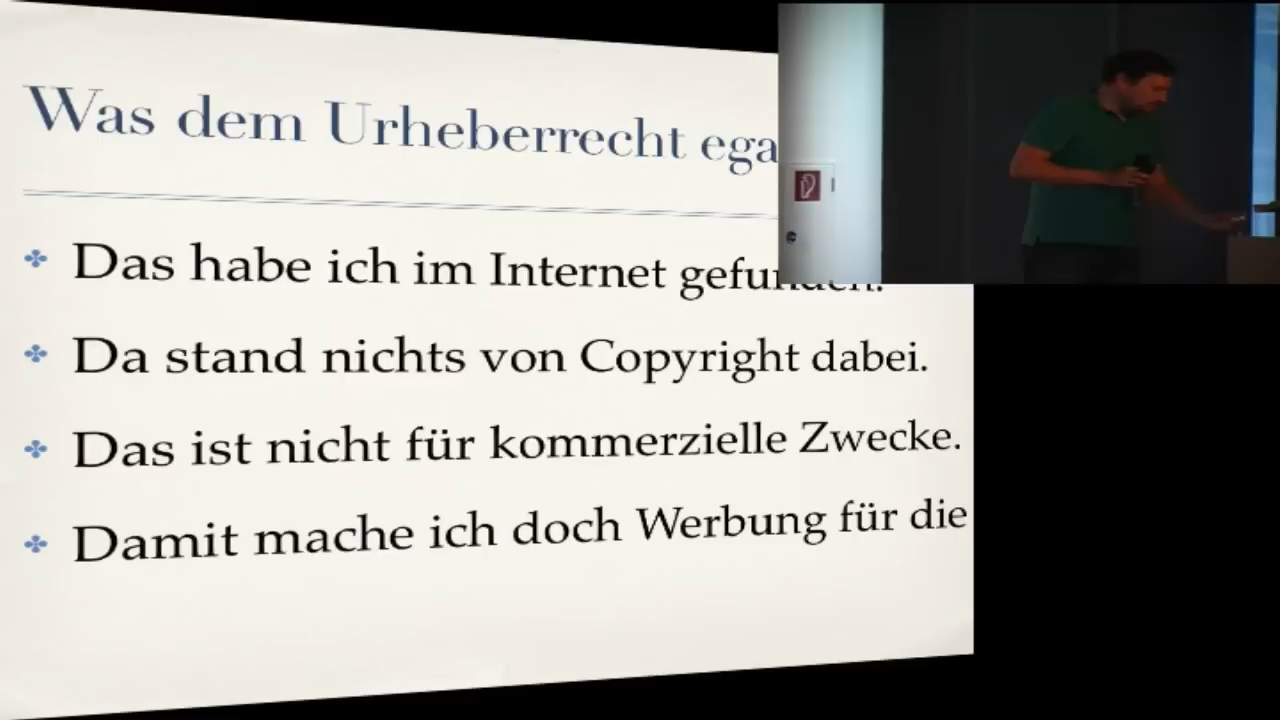 Was dem Urheberrecht ega
Das habe ich im Internet gefunden.
Da stand nichts von Copyright dabei.
Das ist nicht für kommerzielle Zwecke.
Damit mache ich doch Werbung für die